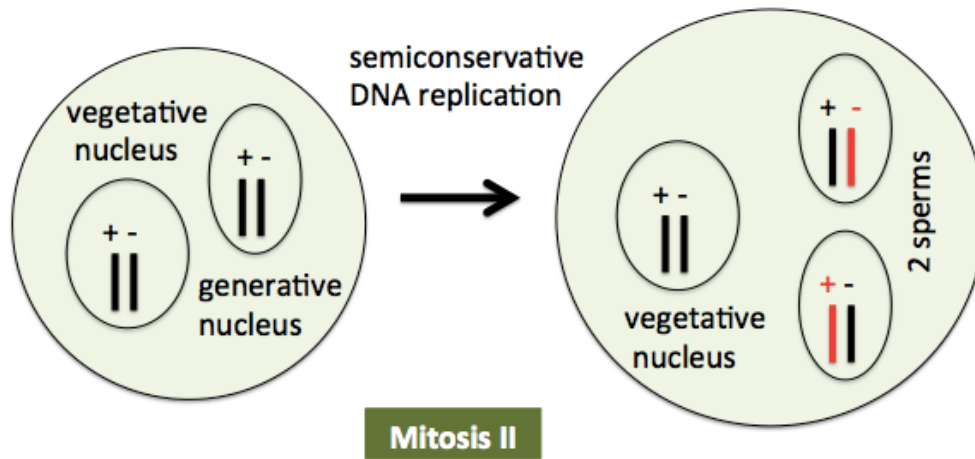 vegetative
nucleus
+ -
+ -
generative
nucleus
semiconservative
DNA replication
+ -
vegetative
nucleus
+ -
+ -
2 sperms
Mitosis II